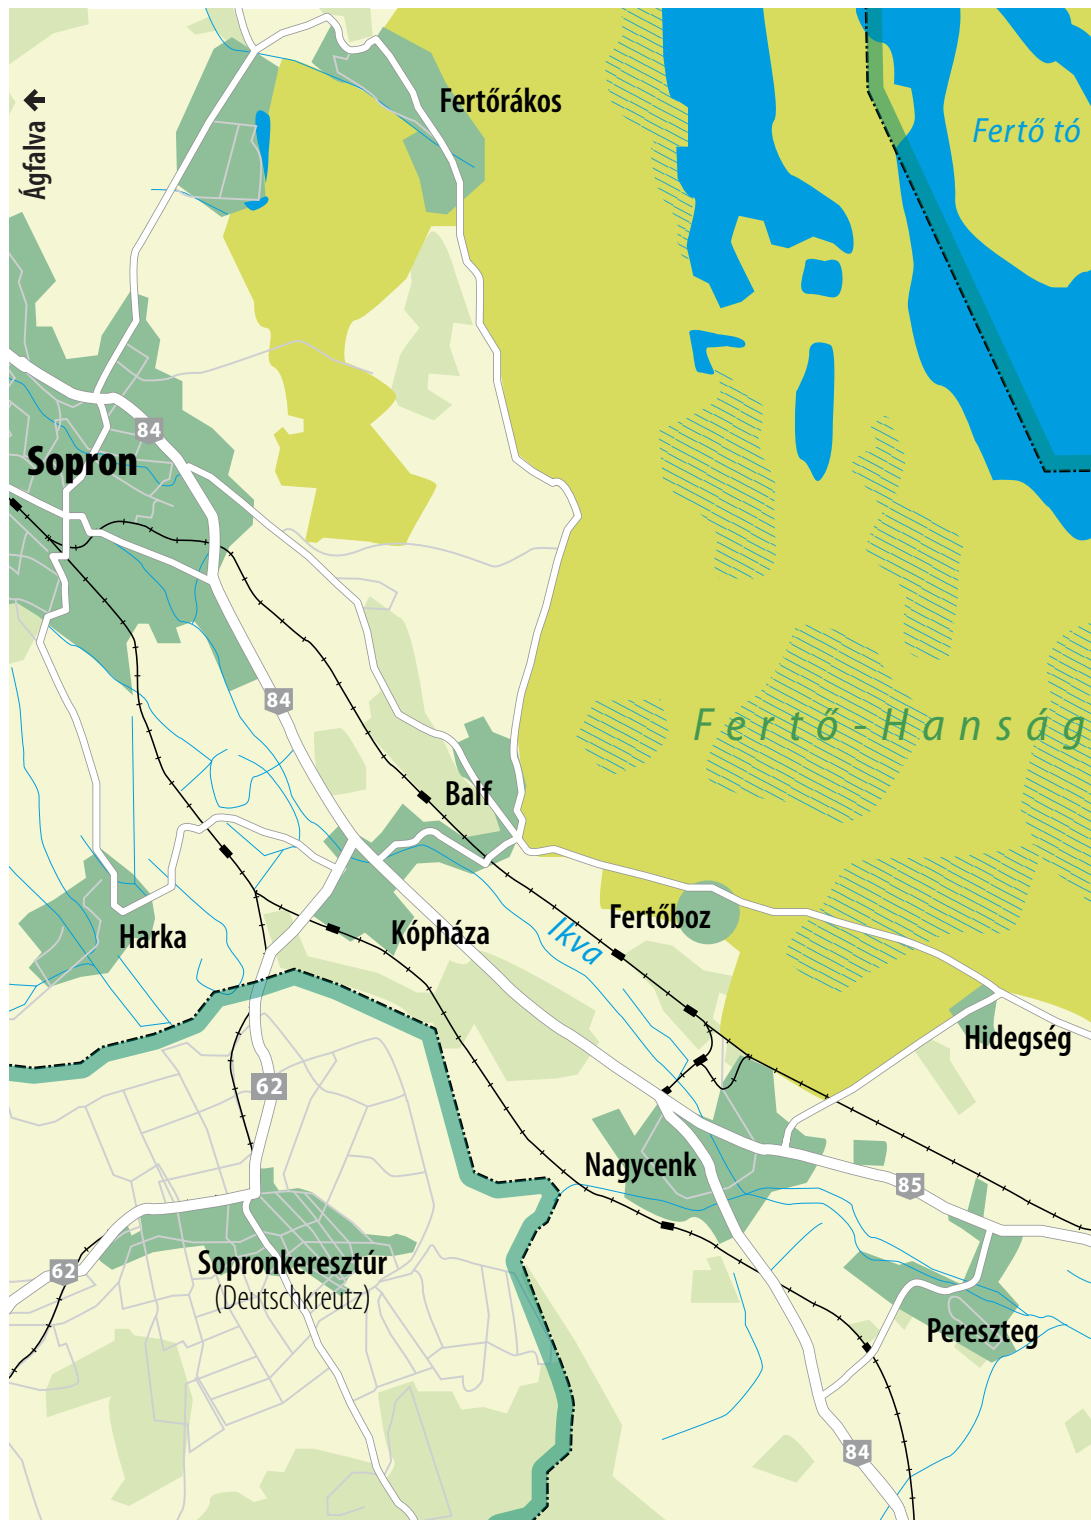 Ágfalva
Fertőrákos
Fertő tó
84
Sopron
84
Fertő-Hanság
Balf
Ikva
Fertőboz
Harka
Kópháza
Hidegség
62
Nagycenk
85
62
Sopronkeresztúr
(Deutschkreutz)
Pereszteg
84